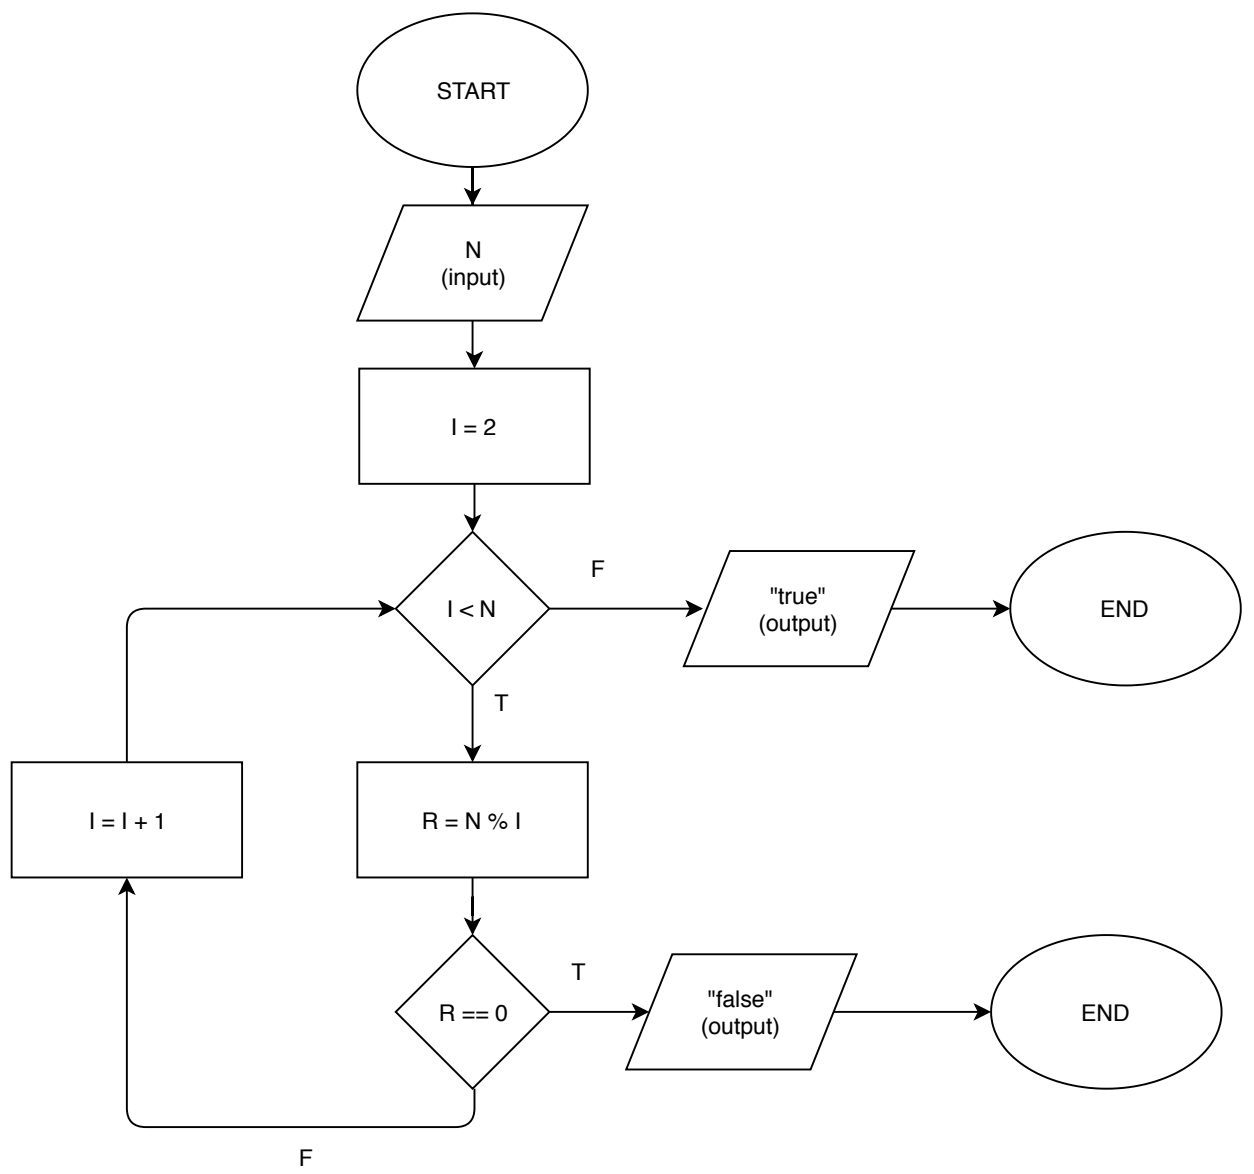 START
N
(input)
I = 2
I < N
F
"true"
(output)
END
T
I = I + 1
R = N % I
R == 0
T
"false"
(output)
END
F